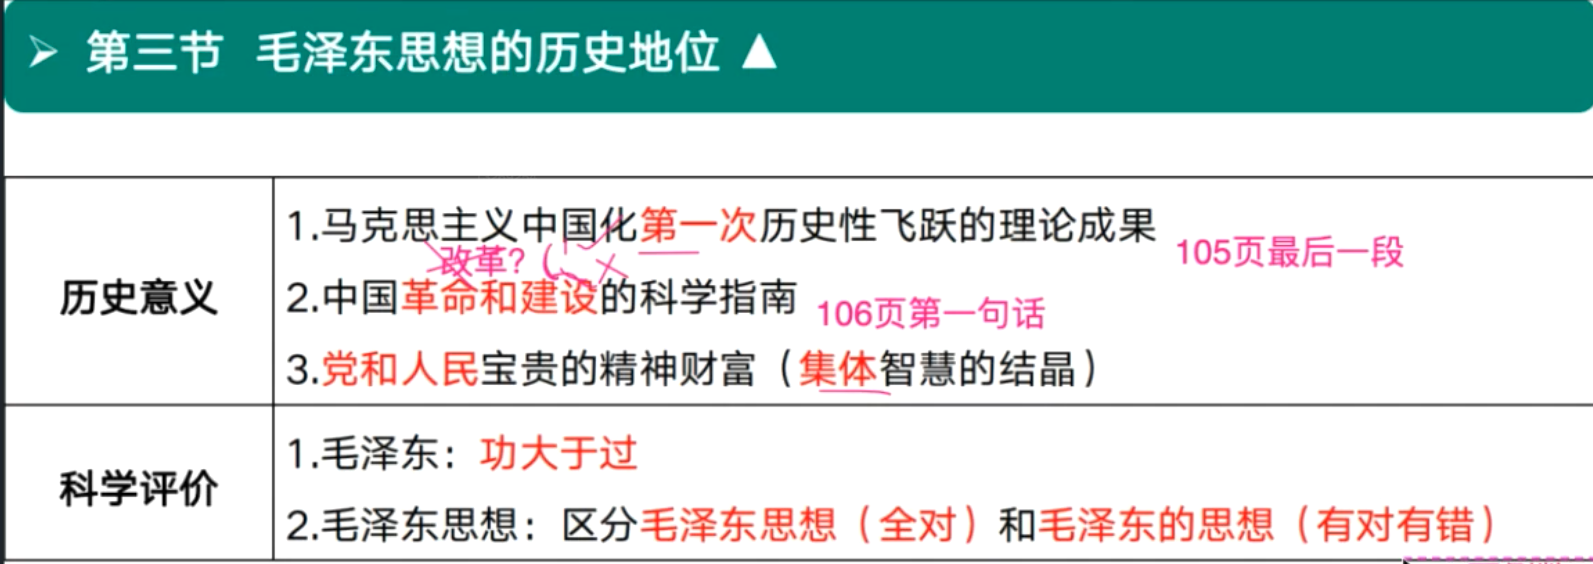 第三节 毛泽东思想的历史地位 ▲
历史意义
1.马克思主义中国化第一次历史性飞跃的理论成果
105页最后一段
改革?
2.中国革命和建设的科学指南
106页第一句话
3.党和人民宝贵的精神财富（集体智慧的结晶）
科学评价
1.毛泽东：功大于过
2.毛泽东思想：区分毛泽东思想（全对）和毛泽东的思想（有对有错）